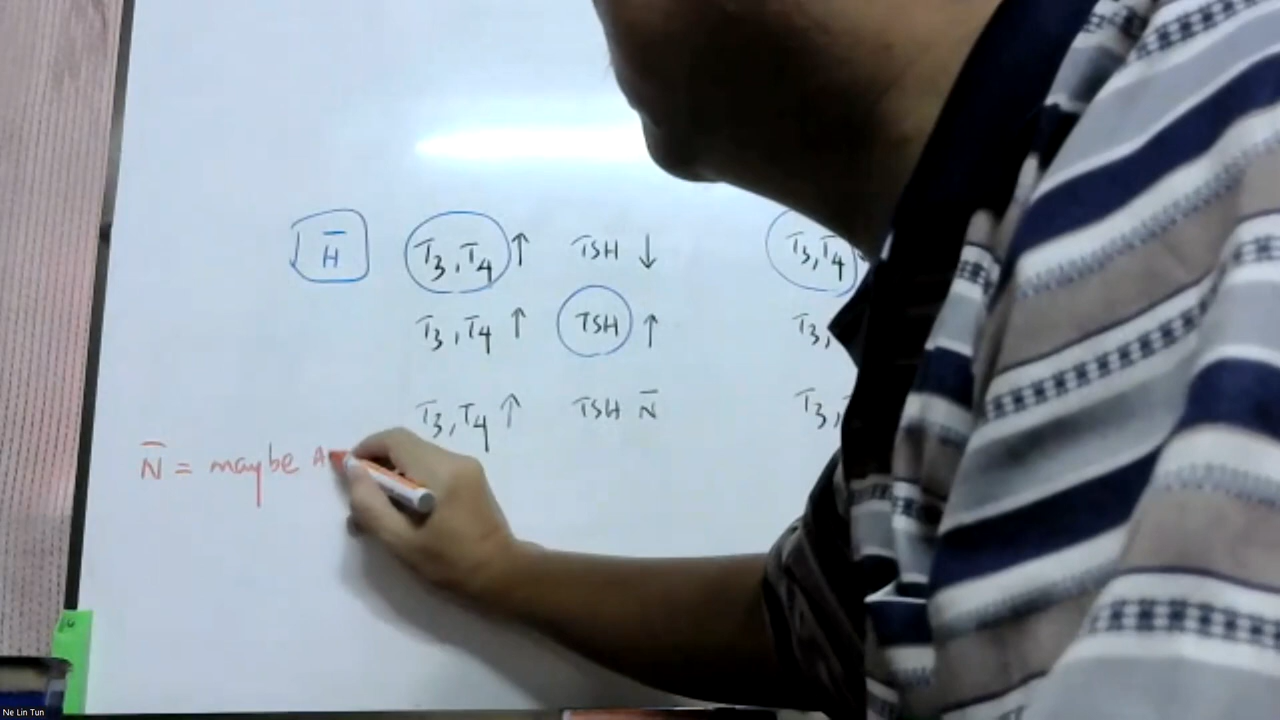 H̄ T3,T4 ↑ TSH ↓ T3,T4
T3,T4 ↑ TSH ↑ T3,
T3,T4 ↑ TSH N̄ T3,
N̄ = maybe A
Ne Lin Tun